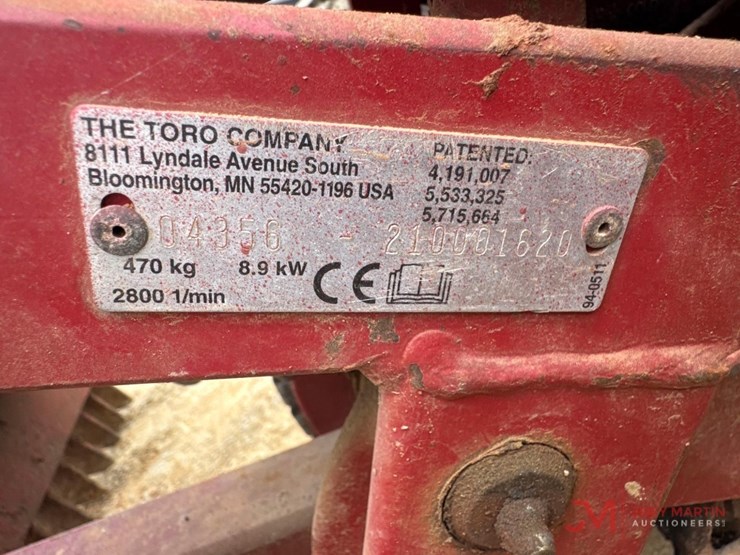 THE TORO COMPANY
8111 Lyndale Avenue South
Bloomington, MN 55420-1196 USA
PATENTED:
4,191,007
5,533,325
5,715,664
04356 - 210001620
470 kg 8.9 kW CE
2800 1/min
94-0511
MARTIN
AUCTIONEERS